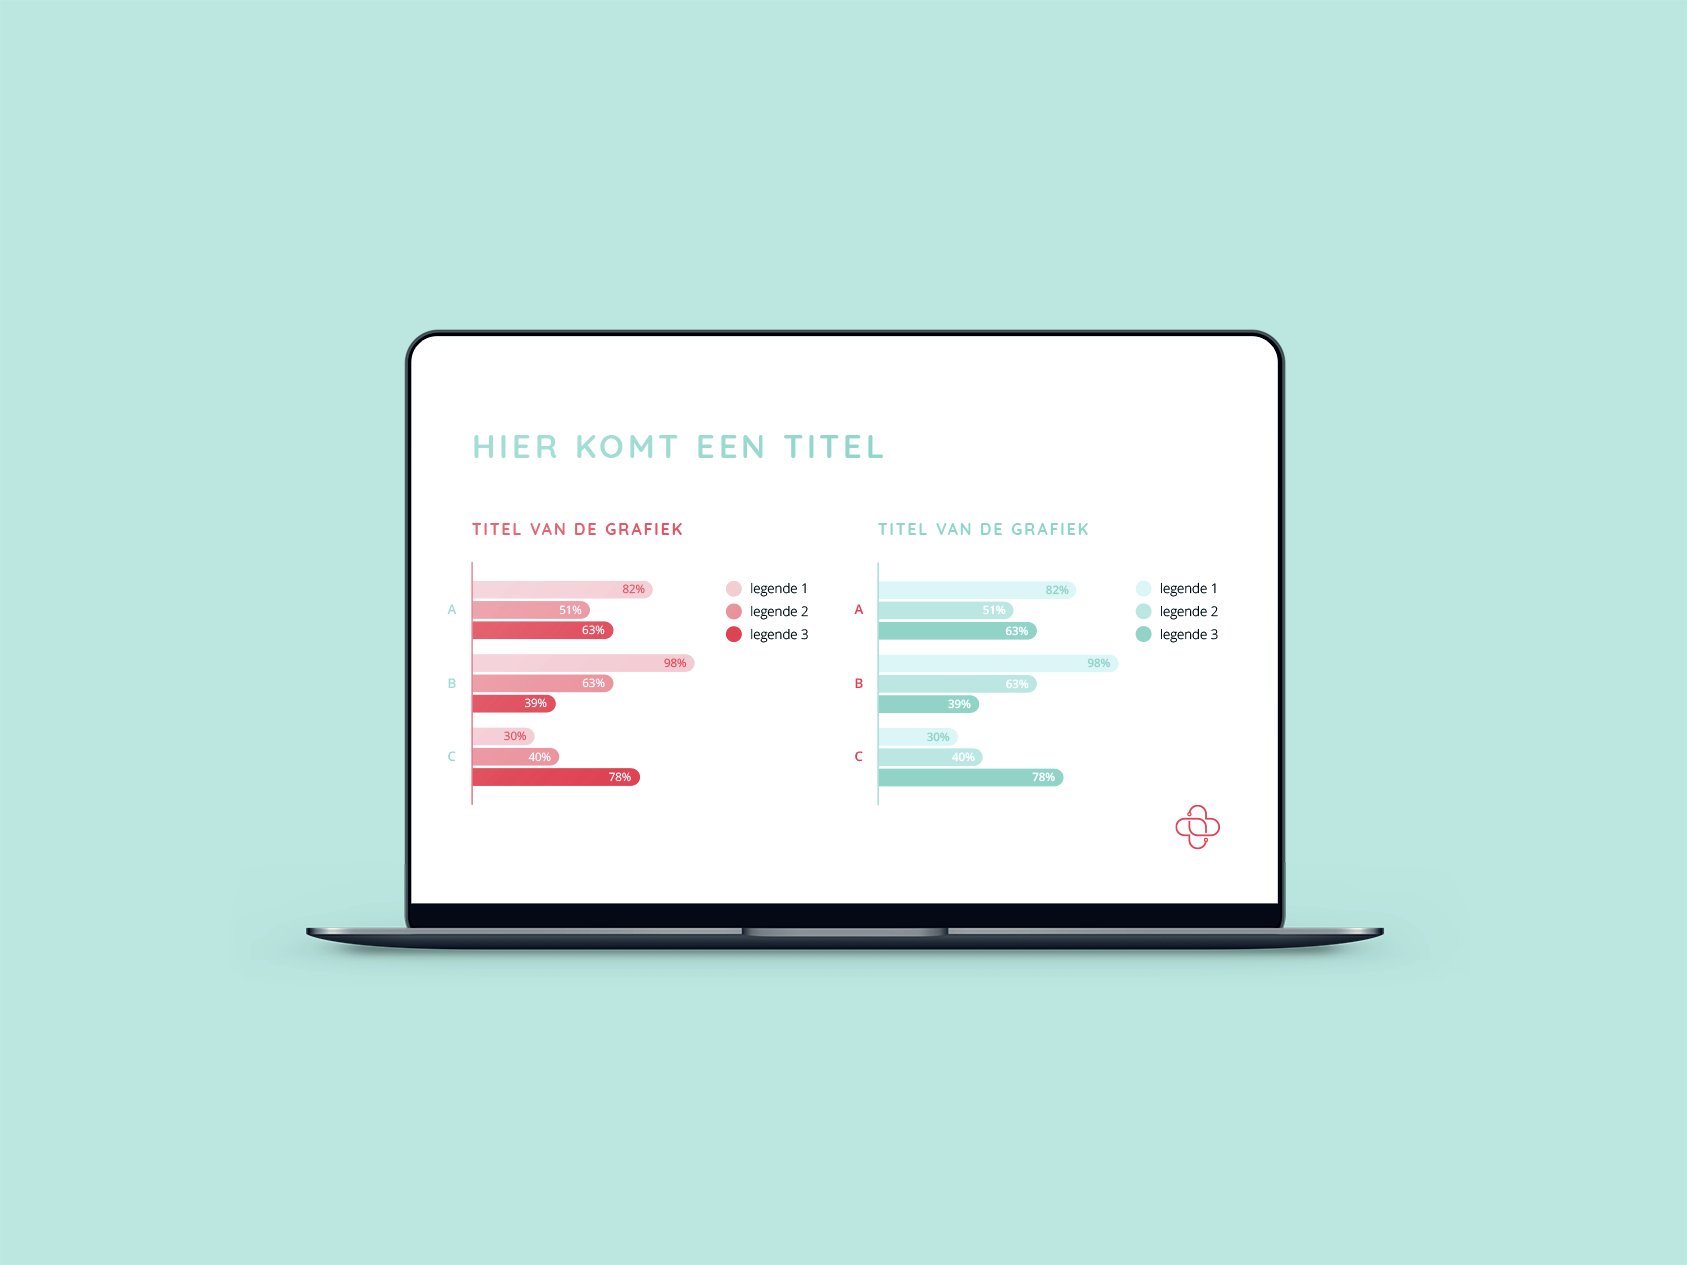 HIER KOMT EEN TITEL
TITEL VAN DE GRAFIEK
82%
A
51%
63%
98%
B
63%
39%
30%
C
40%
78%
legende 1
legende 2
legende 3
TITEL VAN DE GRAFIEK
82%
A
51%
63%
98%
B
63%
39%
30%
C
40%
78%
legende 1
legende 2
legende 3